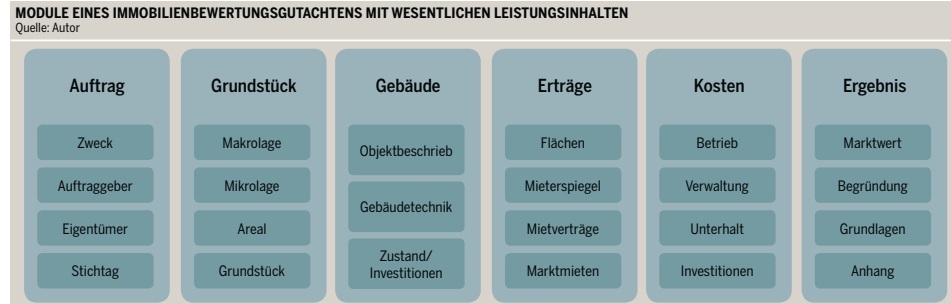 MODULE EINES IMMOBILIENBEWERTUNGSGUTACHTENS MIT WESENTLICHEN LEISTUNGSINHALTEN
Quelle: Autor
Auftrag
Zweck
Auftraggeber
Eigentümer
Stichtag
Grundstück
Makrolage
Mikrolage
Areal
Grundstück
Gebäude
Objektbeschrieb
Gebäudetechnik
Zustand/
Investitionen
Erträge
Flächen
Mieterspiegel
Mietverträge
Marktmieten
Kosten
Betrieb
Verwaltung
Unterhalt
Investitionen
Ergebnis
Marktwert
Begründung
Grundlagen
Anhang